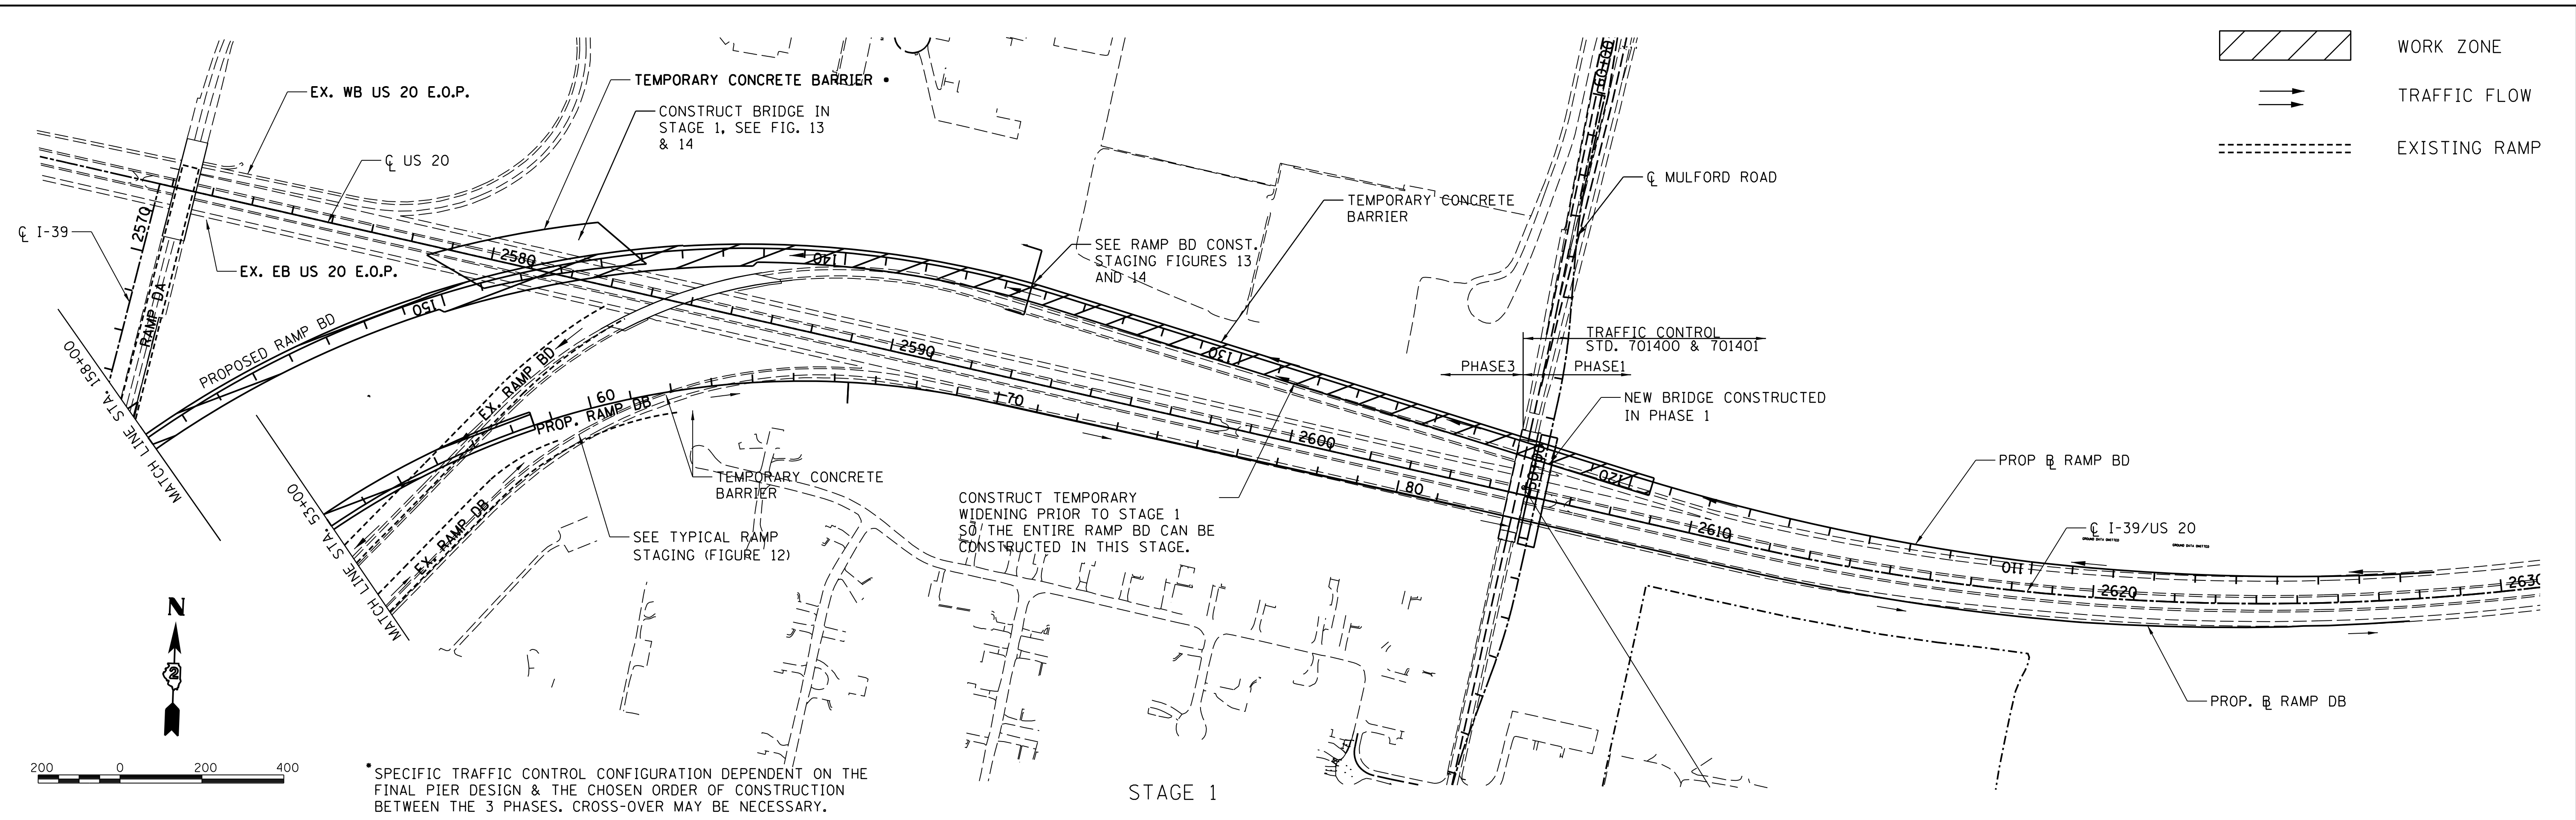 WORK ZONE
TRAFFIC FLOW
EXISTING RAMP
TEMPORARY CONCRETE BARRIER •
EX. WB US 20 E.O.P.
CONSTRUCT BRIDGE IN
STAGE 1, SEE FIG. 13
& 14
℄ US 20
℄ I-39
2570
EX. EB US 20 E.O.P.
RAMP DA
2580
140
150
PROPOSED RAMP BD
MATCH LINE STA. 158+00
SEE RAMP BD CONST.
STAGING FIGURES 13
AND 14
TEMPORARY CONCRETE
BARRIER
℄ MULFORD ROAD
60100
TRAFFIC CONTROL
STD. 701400 & 701401
PHASE3
PHASE1
NEW BRIDGE CONSTRUCTED
IN PHASE 1
2590
130
EX. RAMP BD
60
PROP. RAMP DB
70
2600
MATCH LINE STA. 53+00
EX. RAMP DB
TEMPORARY CONCRETE
BARRIER
SEE TYPICAL RAMP
STAGING (FIGURE 12)
CONSTRUCT TEMPORARY
WIDENING PRIOR TO STAGE 1
SO THE ENTIRE RAMP BD CAN BE
CONSTRUCTED IN THIS STAGE.
80
120
2610
PROP ⅊ RAMP BD
℄ I-39/US 20
GROUND DATA OMITTED
GROUND DATA OMITTED
110
2620
2630
PROP. ⅊ RAMP DB
N
2
200 0 200 400
•SPECIFIC TRAFFIC CONTROL CONFIGURATION DEPENDENT ON THE
FINAL PIER DESIGN & THE CHOSEN ORDER OF CONSTRUCTION
BETWEEN THE 3 PHASES. CROSS-OVER MAY BE NECESSARY.
STAGE 1